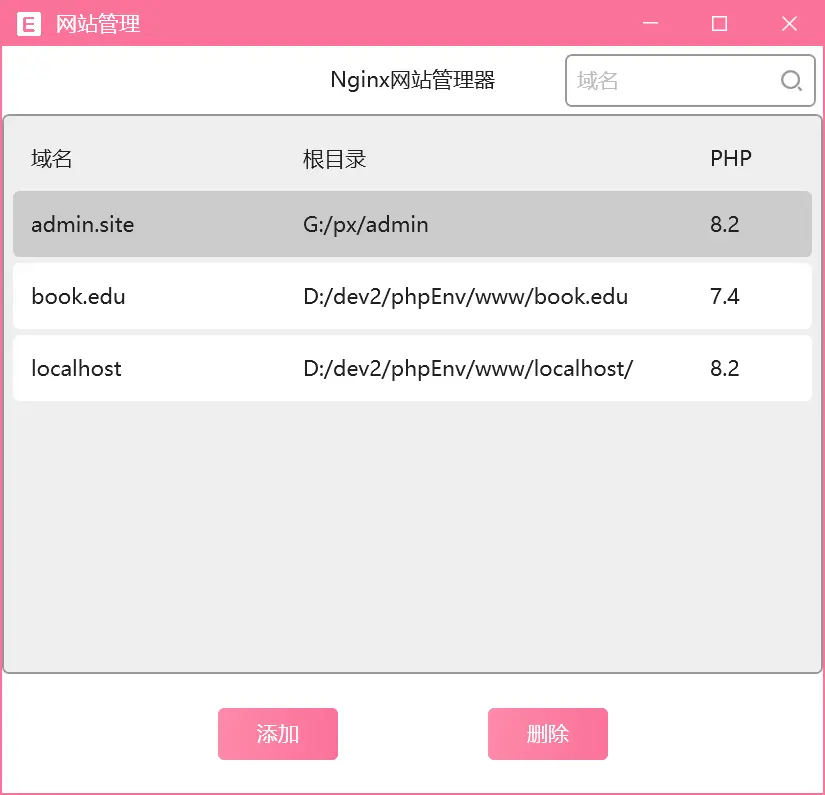 E 网站管理
Nginx网站管理器 域名
域名 根目录 PHP
admin.site G:/px/admin 8.2
book.edu D:/dev2/phpEnv/www/book.edu 7.4
localhost D:/dev2/phpEnv/www/localhost/ 8.2
添加 删除